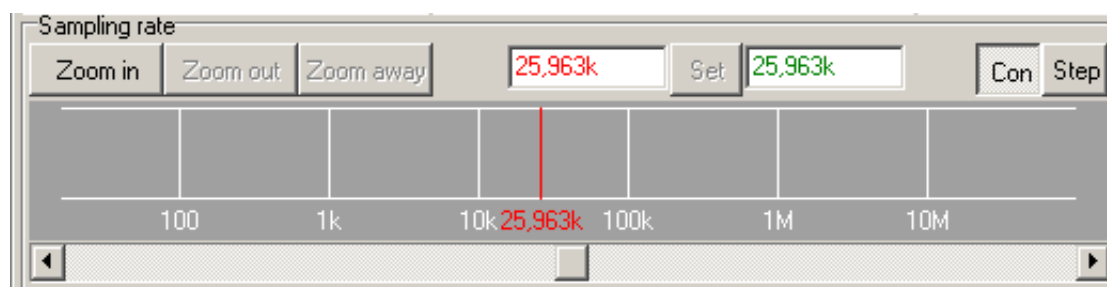 Sampling rate
Zoom in Zoom out Zoom away 25,963k Set 25,963k Con Step
100 1k 10k 25,963k 100k 1M 10M